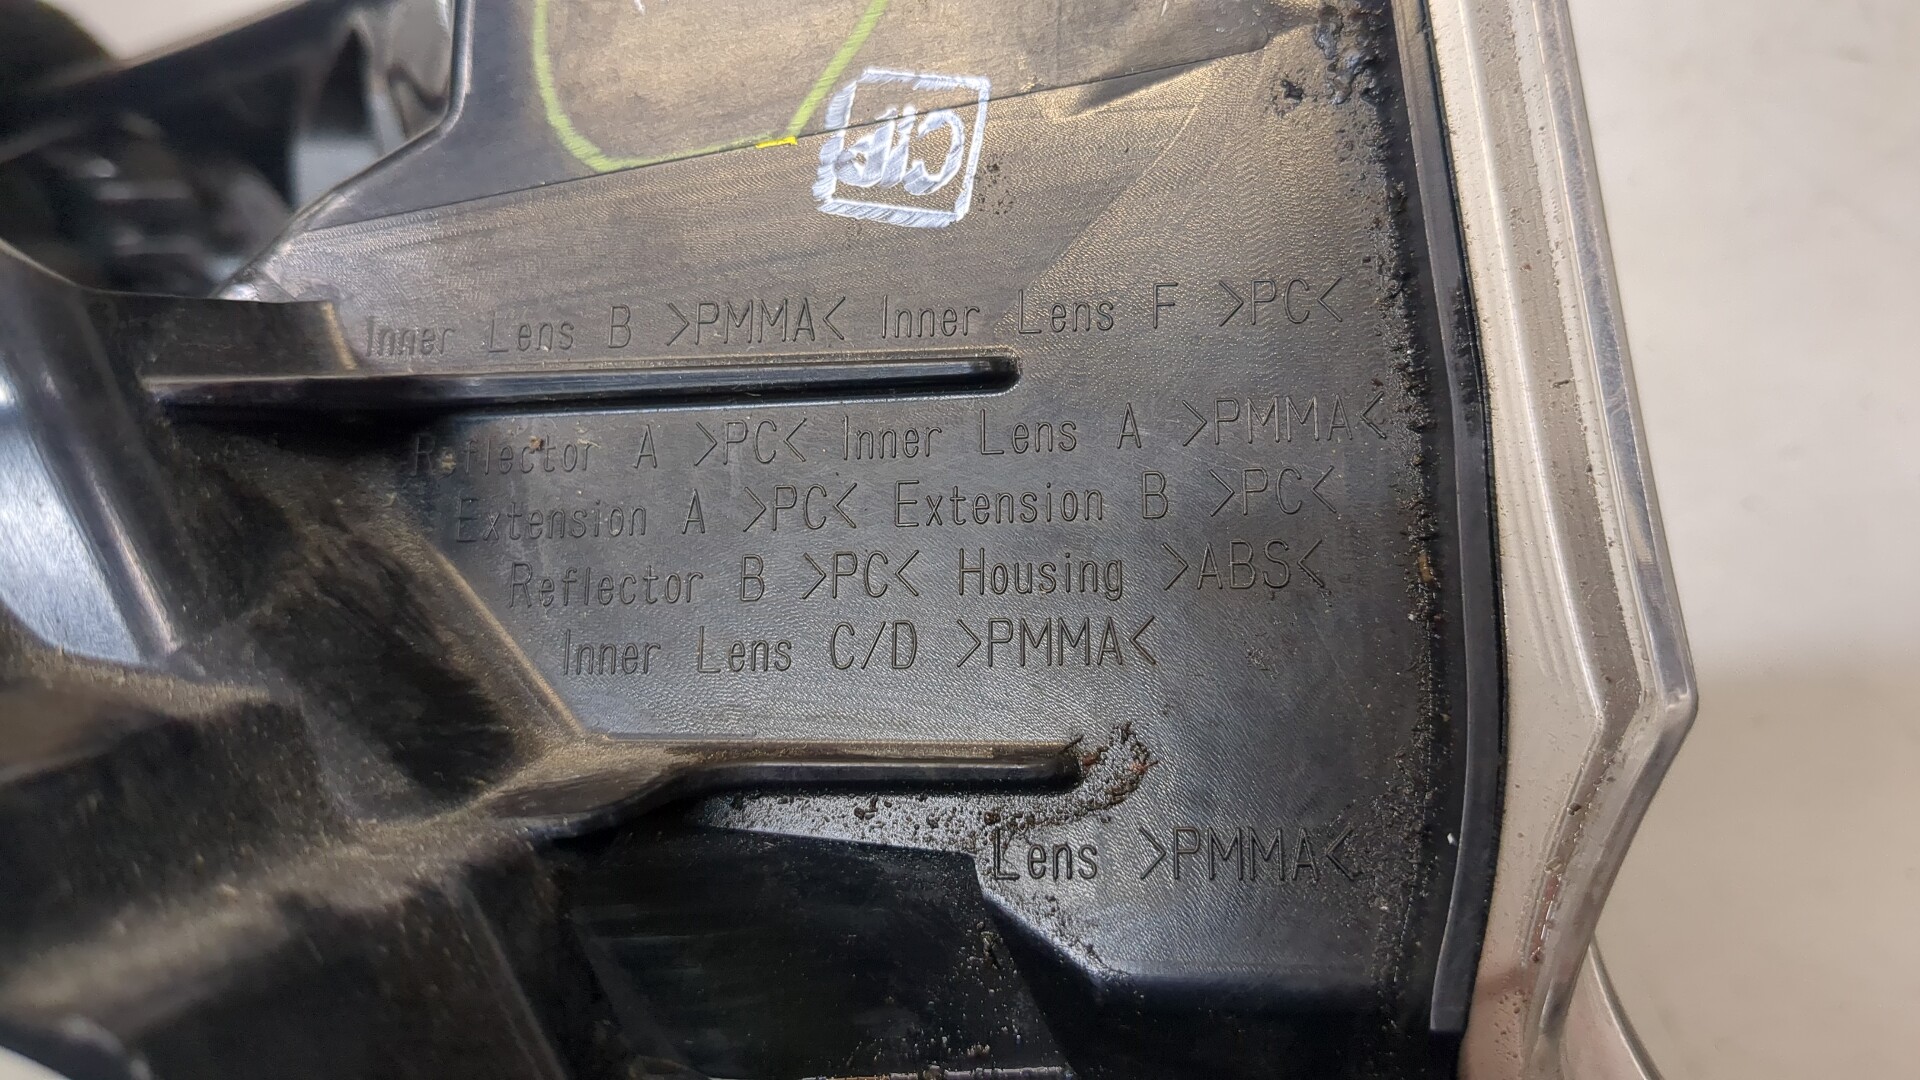 Inner Lens B >PMMA< Inner Lens F >PC<
Reflector A >PC< Inner Lens A >PMMA<
Extension A >PC< Extension B >PC<
Reflector B >PC< Housing >ABS<
Inner Lens C/D >PMMA<
Lens >PMMA<